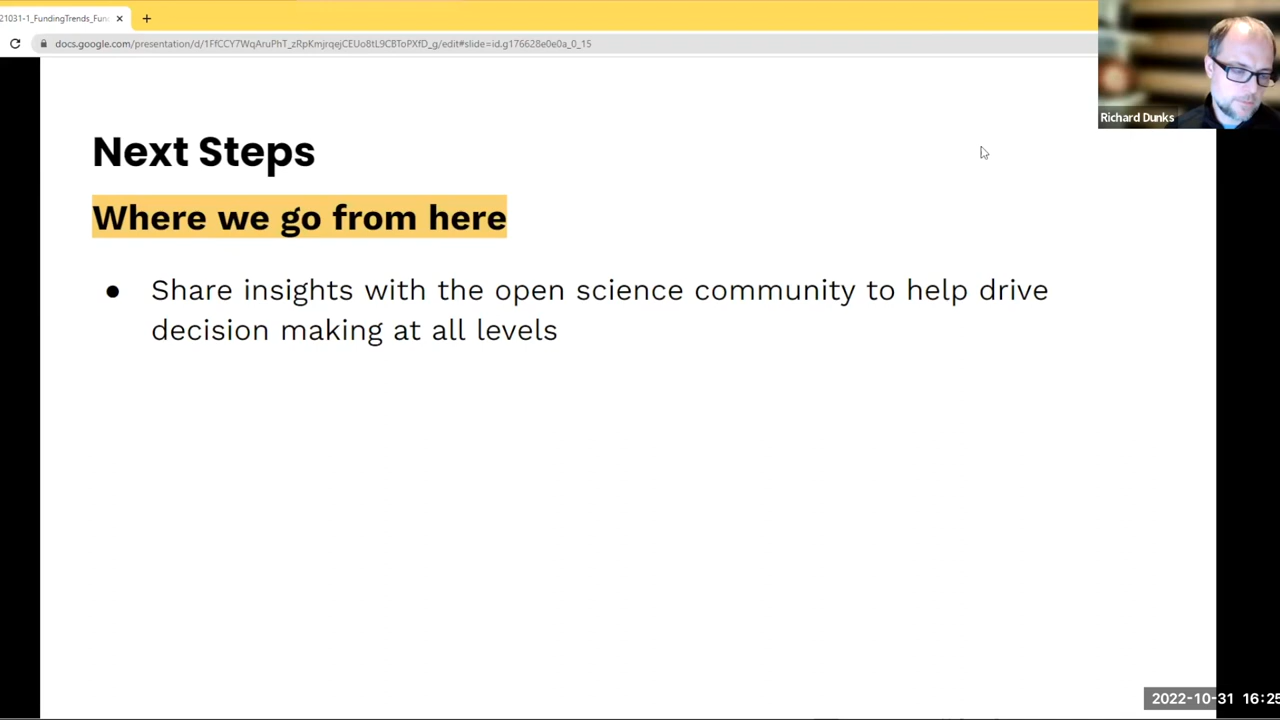 21031-1_FundingTrends_Fun
docs.google.com/presentation/d/1FfCCY7WqAruPhT_zRpKmjrqejCEUo8tL9CBToPXfD_g/edit#slide=id.g176628e0e0a_0_15
Richard Dunks
Next Steps
Where we go from here
● Share insights with the open science community to help drive
decision making at all levels
2022-10-31 16:25